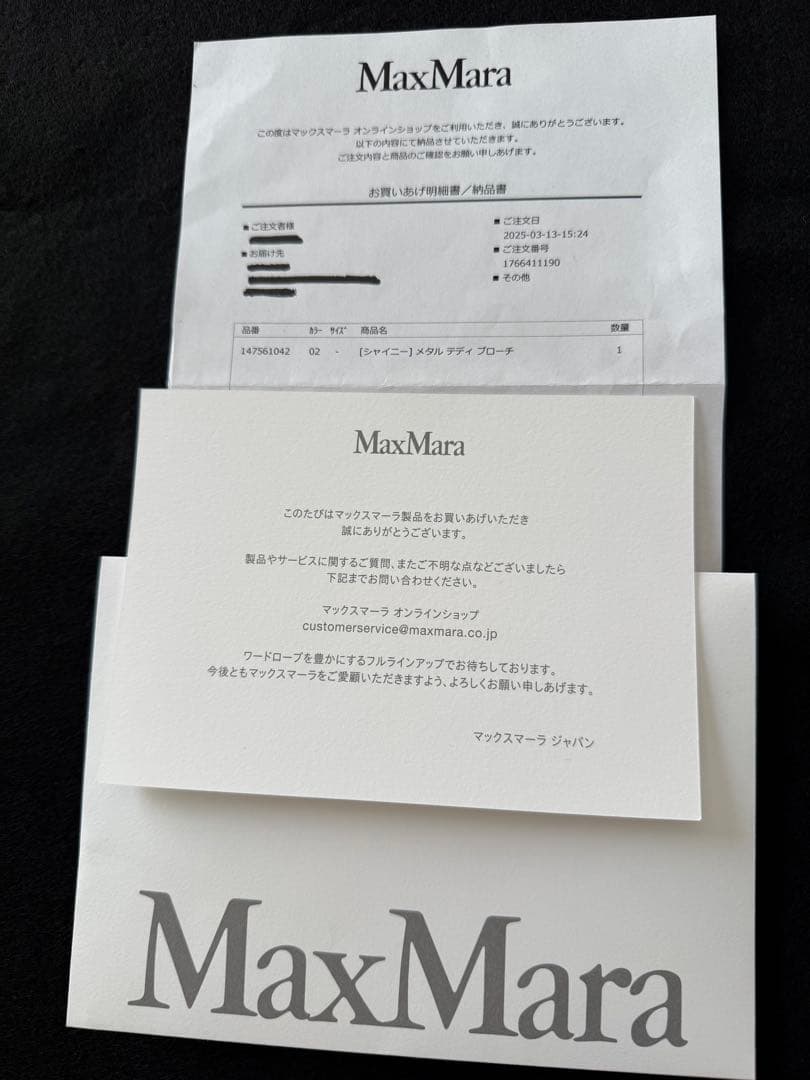 MaxMara
この度はマックスマーラ オンラインショップをご利用いただき、誠にありがとうございます。
以下の内容にて納品させていただきます。
ご注文内容と商品のご確認をお願い申しあげます。
お買いあげ明細書／納品書
■ ご注文者様
■ お届け先
■ ご注文日
2025-03-13-15:24
■ ご注文番号
1766411190
■ その他
品番 ｶﾗｰ ｻｲｽﾞ 商品名 数量
147561042 02 - [シャイニー] メタル テディ ブローチ 1
MaxMara
このたびはマックスマーラ製品をお買いあげいただき
誠にありがとうございます。
製品やサービスに関するご質問、またご不明な点などございましたら
下記までお問い合わせください。
マックスマーラ オンラインショップ
customerservice@maxmara.co.jp
ワードローブを豊かにするフルラインアップでお待ちしております。
今後ともマックスマーラをご愛顧いただきますよう、よろしくお願い申しあげます。
マックスマーラ ジャパン
MaxMara